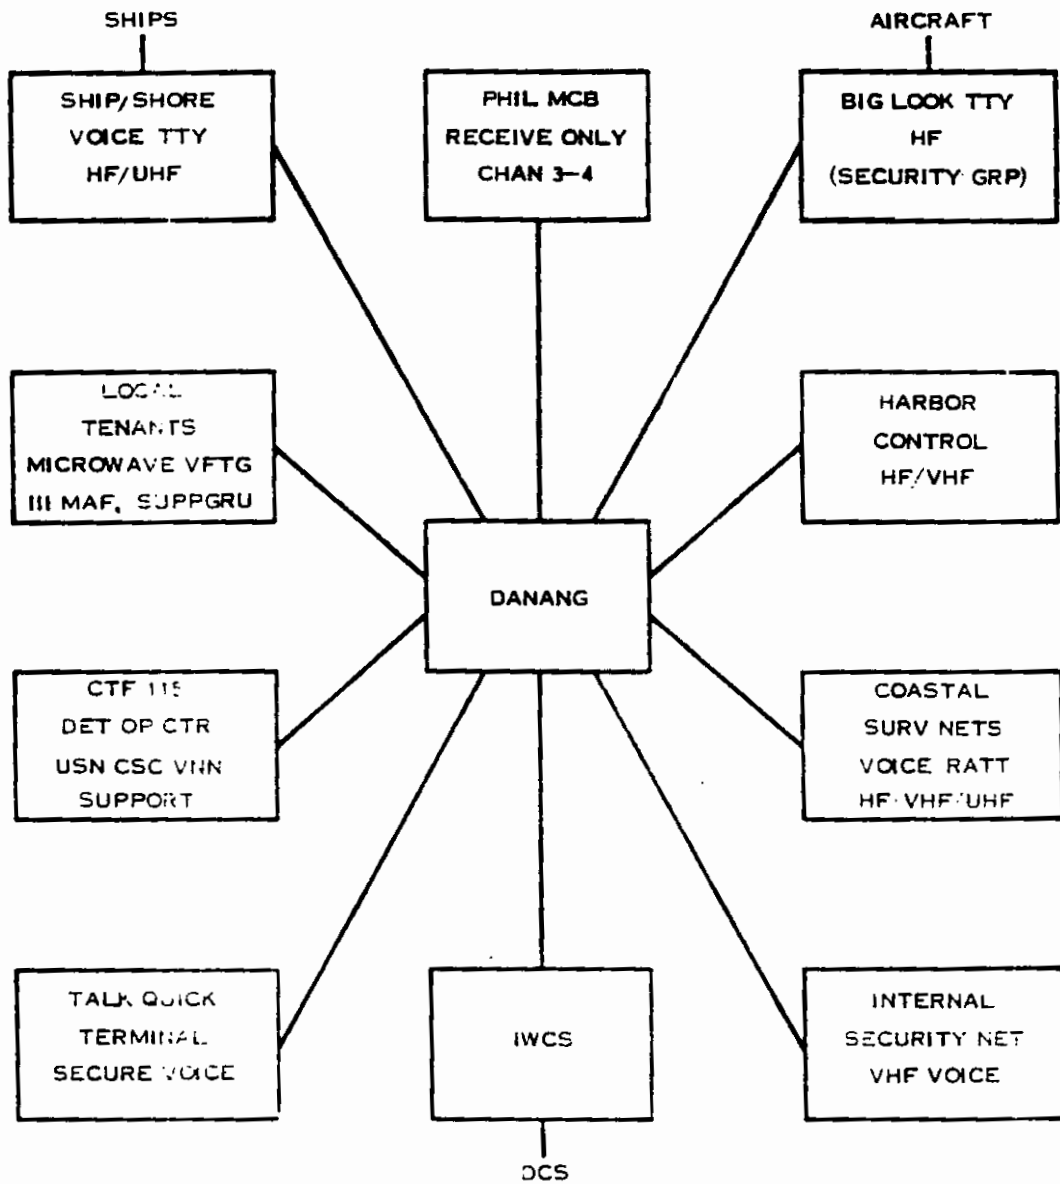 SHIPS
AIRCRAFT
SHIP/SHORE
VOICE TTY
HF/UHF
PHIL MCB
RECEIVE ONLY
CHAN 3-4
BIG LOOK TTY
HF
(SECURITY GRP)
LOCAL
TENANTS
MICROWAVE VFTG
III MAF, SUPPGRU
HARBOR
CONTROL
HF/VHF
DANANG
CTF 115
DET OP CTR
USN CSC VNN
SUPPORT
COASTAL
SURV NETS
VOICE RATT
HF/VHF/UHF
TALK QUICK
TERMINAL
SECURE VOICE
IWCS
INTERNAL
SECURITY NET
VHF VOICE
DCS